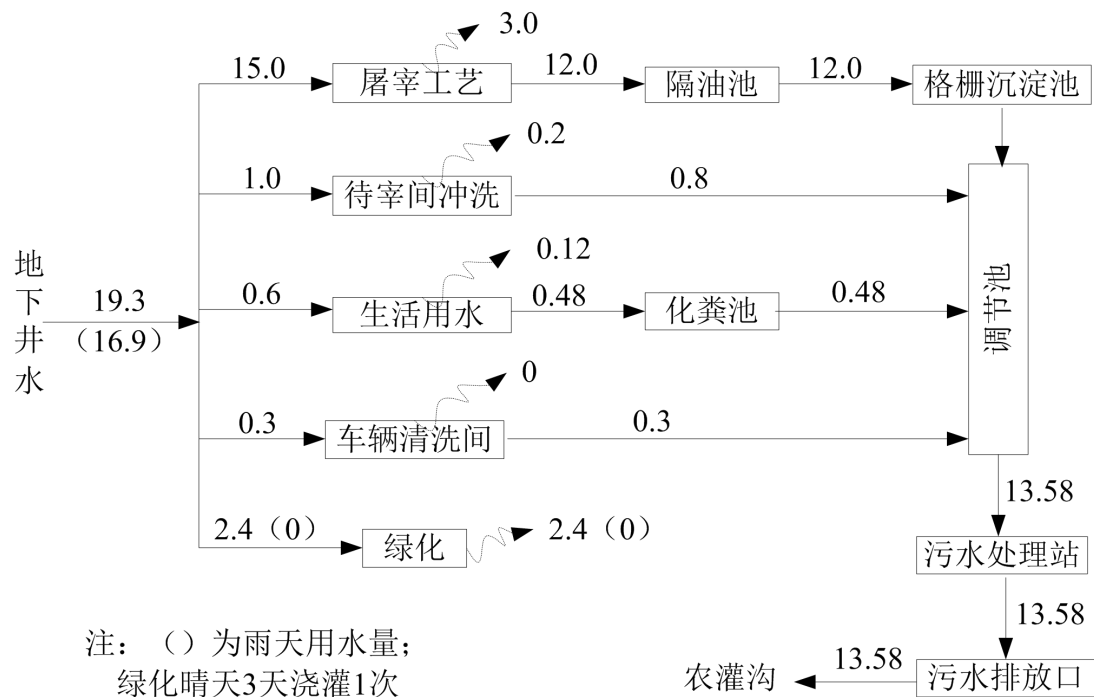 3.0
15.0
屠宰工艺
12.0
隔油池
12.0
格栅沉淀池
0.2
1.0
待宰间冲洗
0.8
0.12
地下井水
19.3
（16.9）
0.6
生活用水
0.48
化粪池
0.48
调节池
0
0.3
车辆清洗间
0.3
13.58
2.4（0）
绿化
2.4（0）
污水处理站
13.58
注：（）为雨天用水量；
绿化晴天3天浇灌1次
农灌沟
13.58
污水排放口